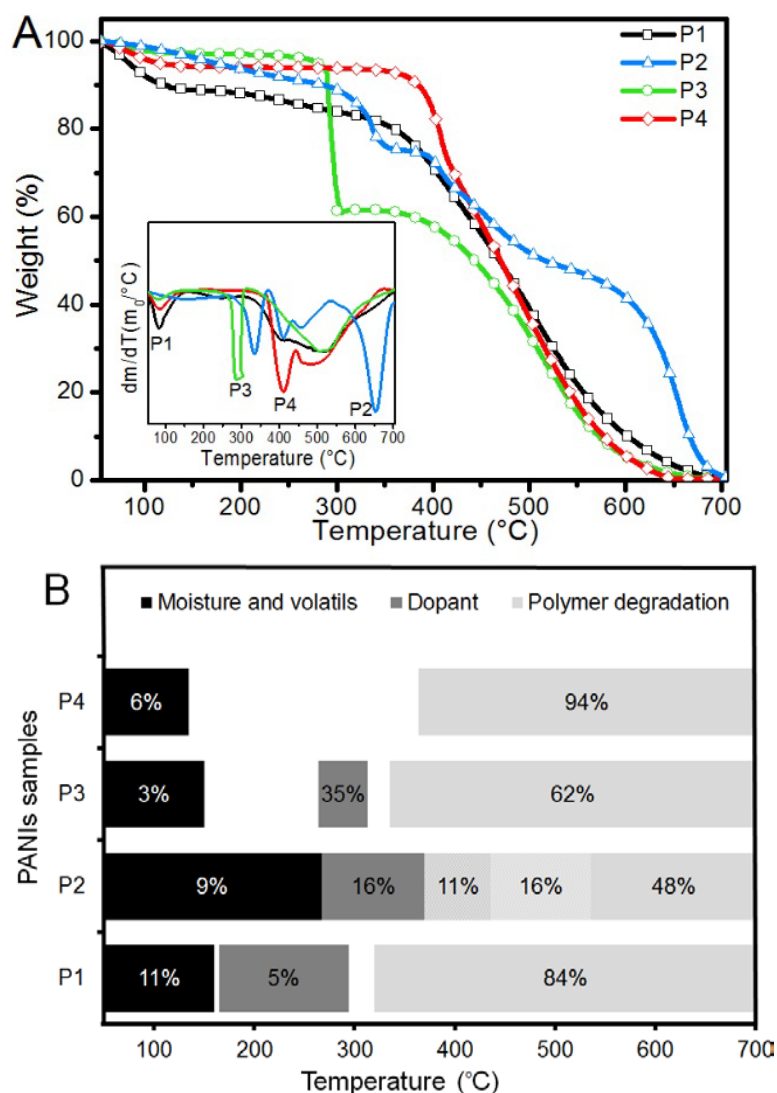 A
P1
P2
P3
P4
Weight (%)
100
80
60
40
20
0
dm/dT(m₀/°C)
P1
P3
P4
P2
100 200 300 400 500 600 700
Temperature (°C)
100 200 300 400 500 600 700
Temperature (°C)
B
Moisture and volatils Dopant Polymer degradation
PANIs samples
P4
6% 94%
P3
3% 35% 62%
P2
9% 16% 11% 16% 48%
P1
11% 5% 84%
100 200 300 400 500 600 700
Temperature (°C)